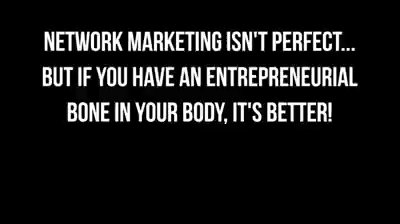 NETWORK MARKETING ISN'T PERFECT...
BUT IF YOU HAVE AN ENTREPRENEURIAL
BONE IN YOUR BODY, IT'S BETTER!